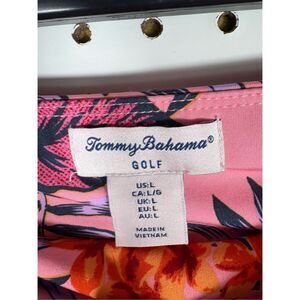 Tommy Bahama®
GOLF
US:L
CA:L/G
UK:L
EU:L
AU:L
MADE IN
VIETNAM